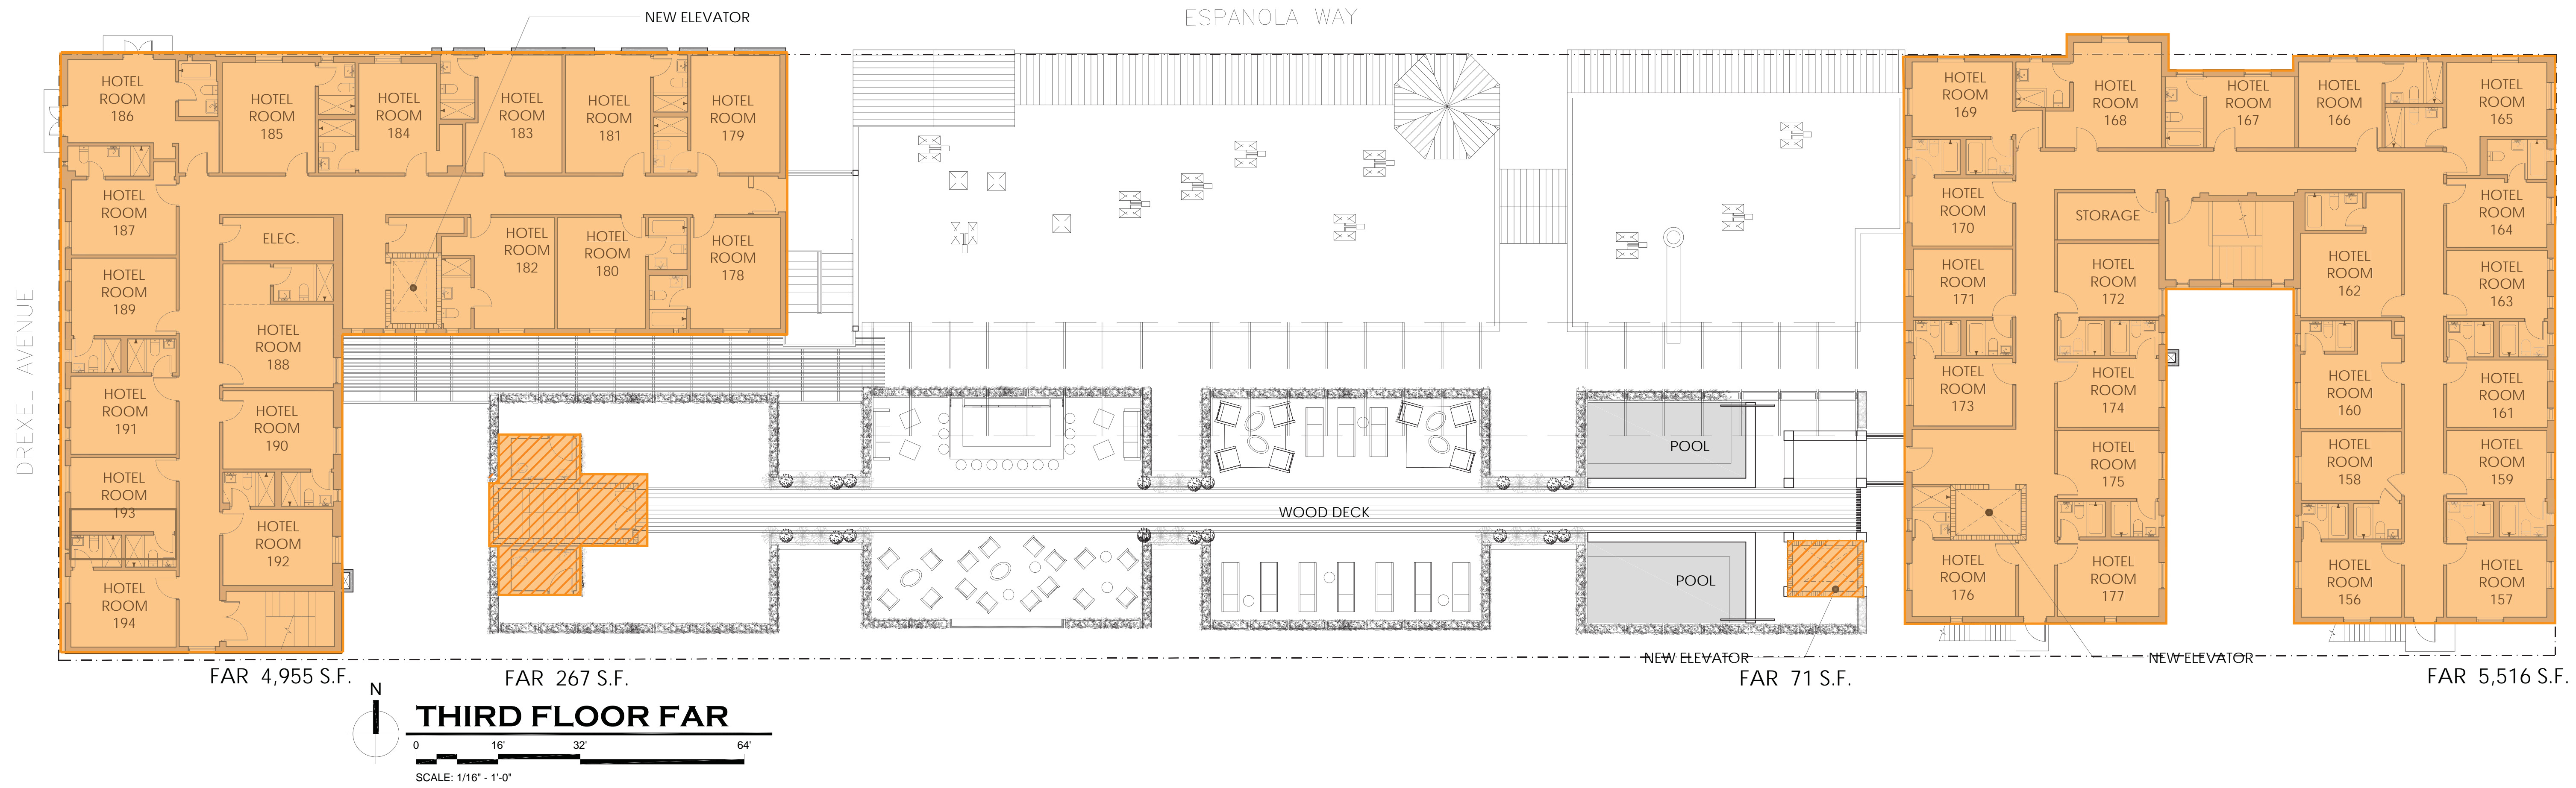 ESPANOLA WAY
NEW ELEVATOR
DREXEL AVENUE
HOTEL
ROOM
186
HOTEL
ROOM
185
HOTEL
ROOM
184
HOTEL
ROOM
183
HOTEL
ROOM
181
HOTEL
ROOM
179
HOTEL
ROOM
187
ELEC.
HOTEL
ROOM
182
HOTEL
ROOM
180
HOTEL
ROOM
178
HOTEL
ROOM
189
HOTEL
ROOM
188
HOTEL
ROOM
191
HOTEL
ROOM
190
HOTEL
ROOM
193
HOTEL
ROOM
192
HOTEL
ROOM
194
POOL
WOOD DECK
POOL
NEW ELEVATOR
HOTEL
ROOM
169
HOTEL
ROOM
168
HOTEL
ROOM
167
HOTEL
ROOM
166
HOTEL
ROOM
165
HOTEL
ROOM
170
STORAGE
HOTEL
ROOM
164
HOTEL
ROOM
171
HOTEL
ROOM
172
HOTEL
ROOM
162
HOTEL
ROOM
163
HOTEL
ROOM
173
HOTEL
ROOM
174
HOTEL
ROOM
160
HOTEL
ROOM
161
HOTEL
ROOM
175
HOTEL
ROOM
158
HOTEL
ROOM
159
HOTEL
ROOM
176
HOTEL
ROOM
177
HOTEL
ROOM
156
HOTEL
ROOM
157
NEW ELEVATOR
FAR 4,955 S.F.
FAR 267 S.F.
FAR 71 S.F.
FAR 5,516 S.F.
N
THIRD FLOOR FAR
0 16' 32' 64'
SCALE: 1/16" - 1'-0"